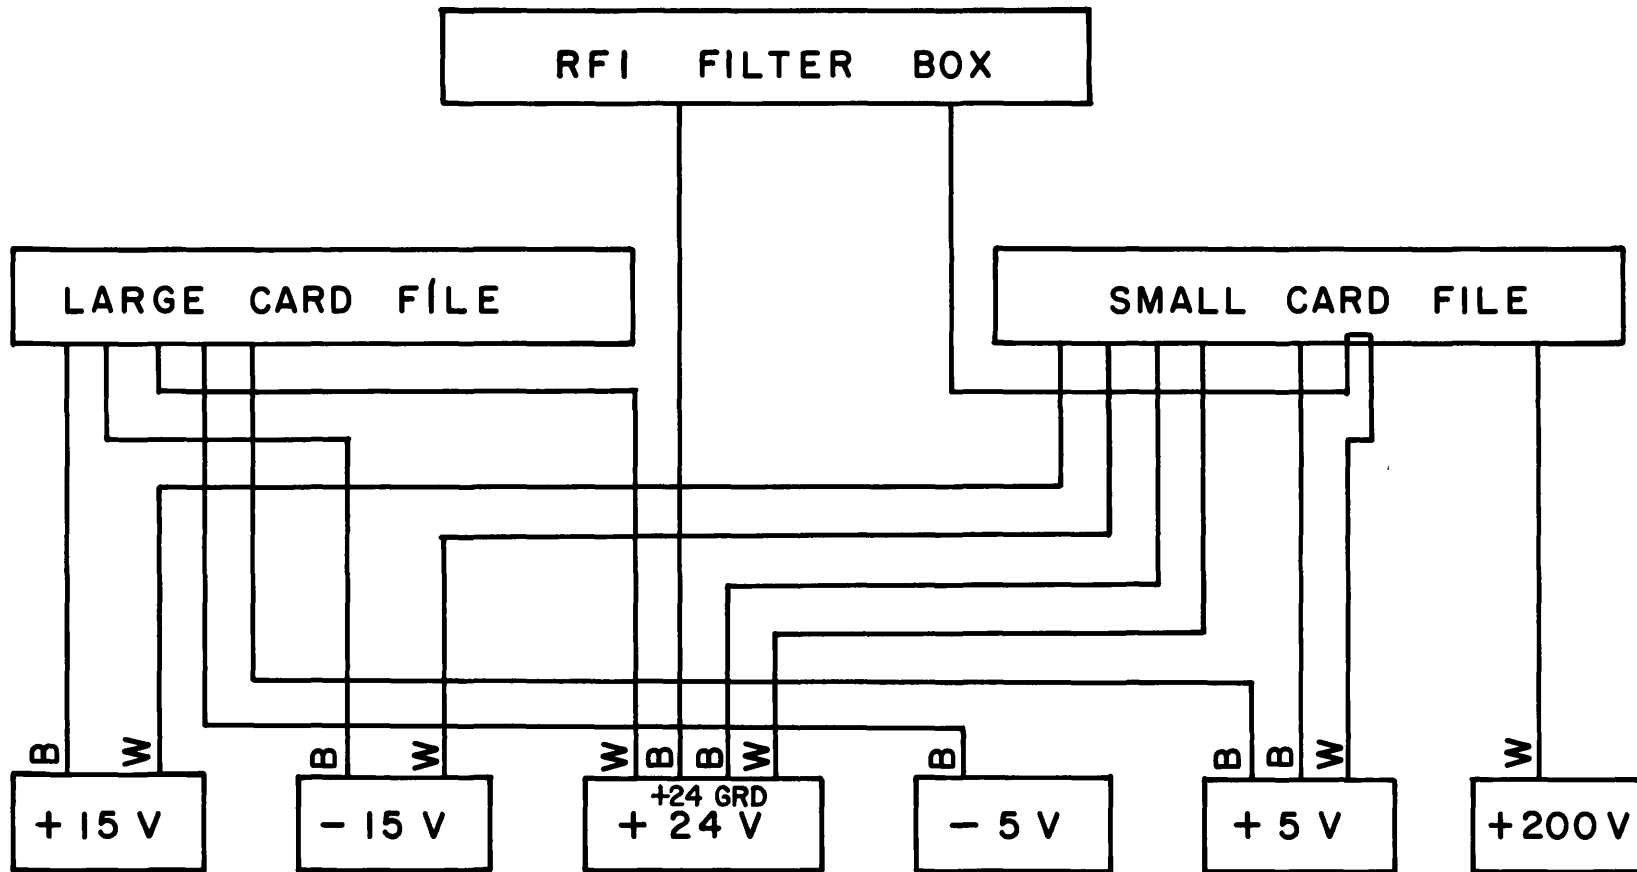 RFI FILTER BOX
LARGE CARD FILE
SMALL CARD FILE
B W B W W B B W B B B W W
+24 GRD
+15 V -15 V +24 V -5 V +5 V +200 V